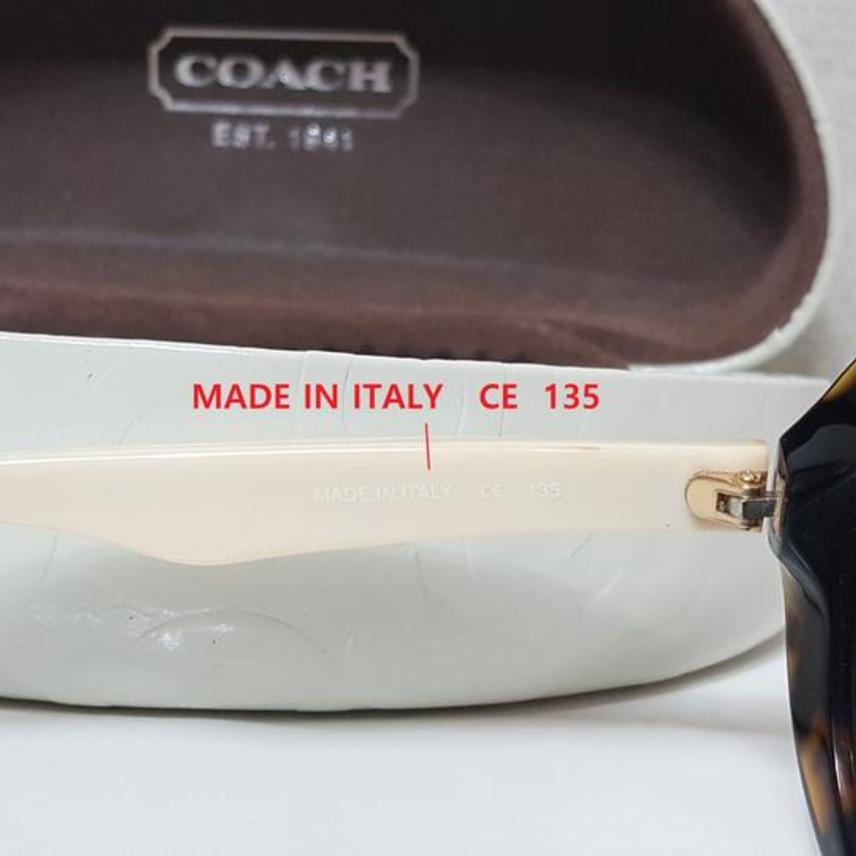 COACH
EST. 1941
MADE IN ITALY CE 135
MADE IN ITALY CE 135